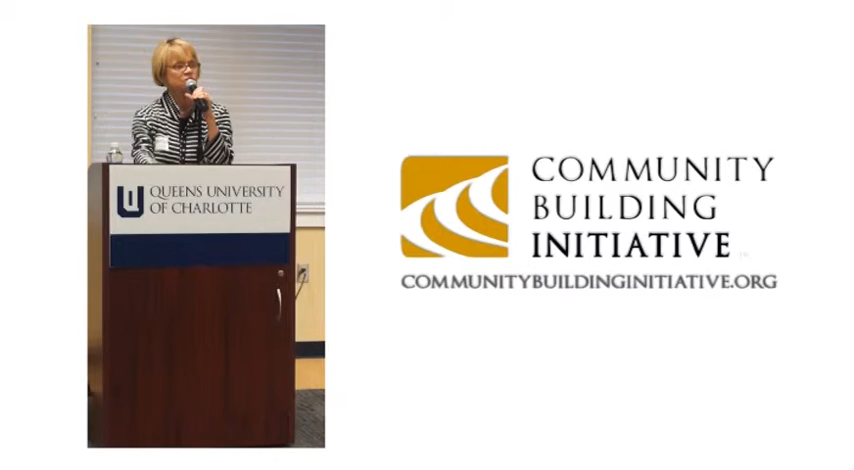 QUEENS UNIVERSITY
OF CHARLOTTE
COMMUNITY
BUILDING
INITIATIVE
COMMUNITYBUILDINGINITIATIVE.ORG